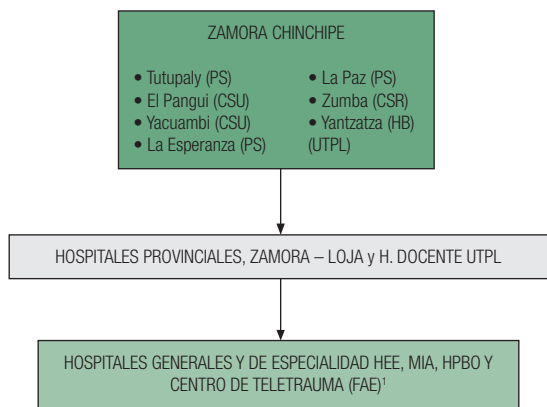 ZAMORA CHINCHIPE
• Tutupaly (PS)
• El Pangui (CSU)
• Yacuambi (CSU)
• La Esperanza (PS)
• La Paz (PS)
• Zumba (CSR)
• Yantzatza (HB)
(UTPL)
HOSPITALES PROVINCIALES, ZAMORA – LOJA y H. DOCENTE UTPL
HOSPITALES GENERALES Y DE ESPECIALIDAD HEE, MIA, HPBO Y
CENTRO DE TELETRAUMA (FAE)¹